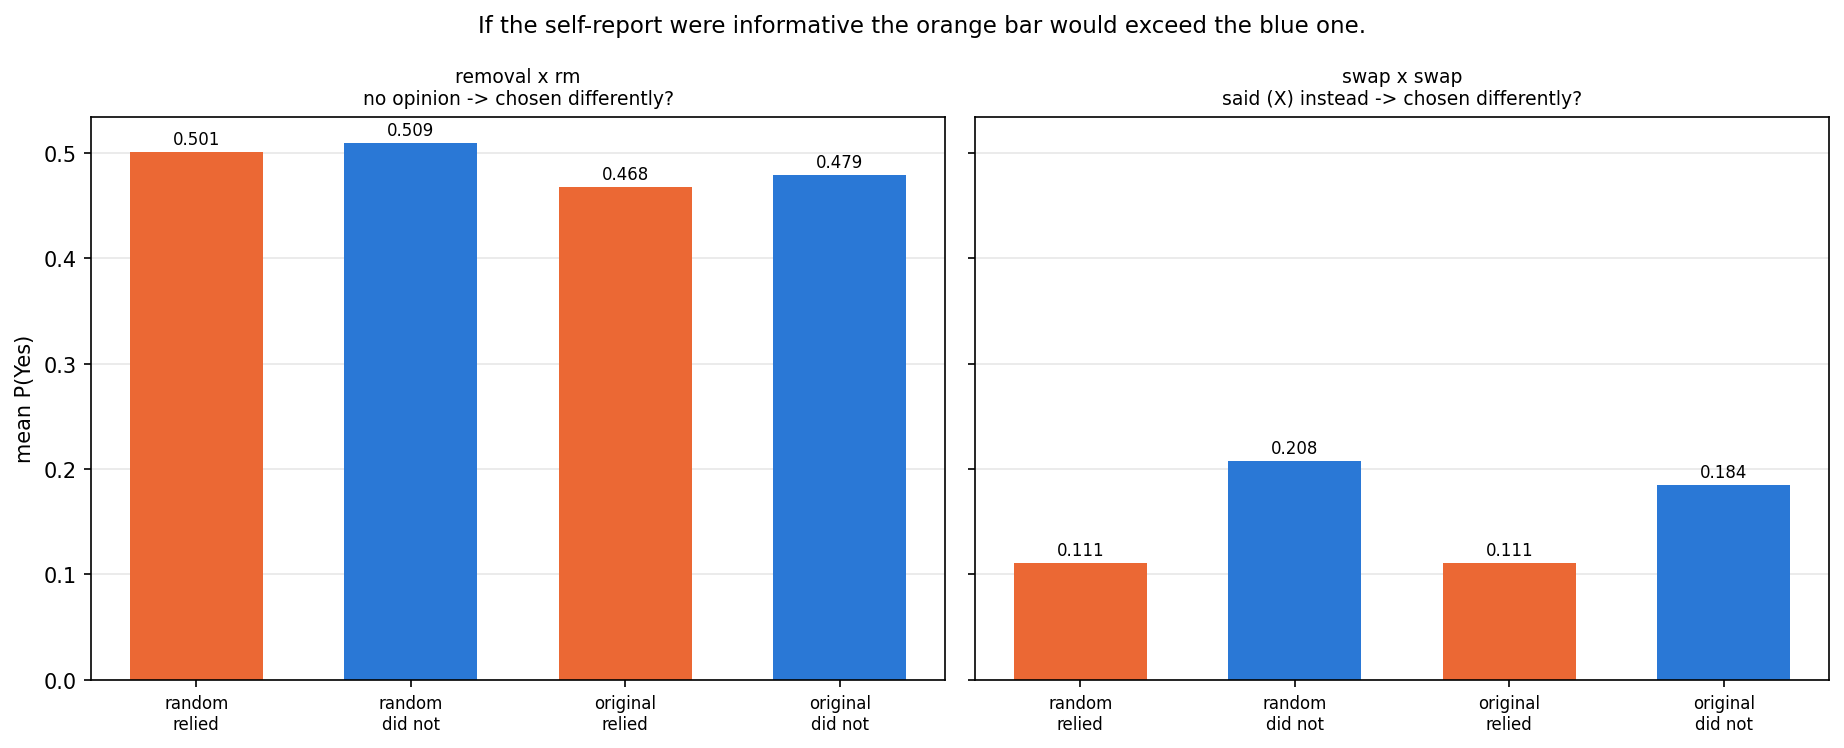 If the self-report were informative the orange bar would exceed the blue one.
removal x rm
no opinion -> chosen differently?
swap x swap
said (X) instead -> chosen differently?
mean P(Yes)
0.5
0.4
0.3
0.2
0.1
0.0
0.501
0.509
0.468
0.479
0.111
0.208
0.111
0.184
random
relied
random
did not
original
relied
original
did not
random
relied
random
did not
original
relied
original
did not